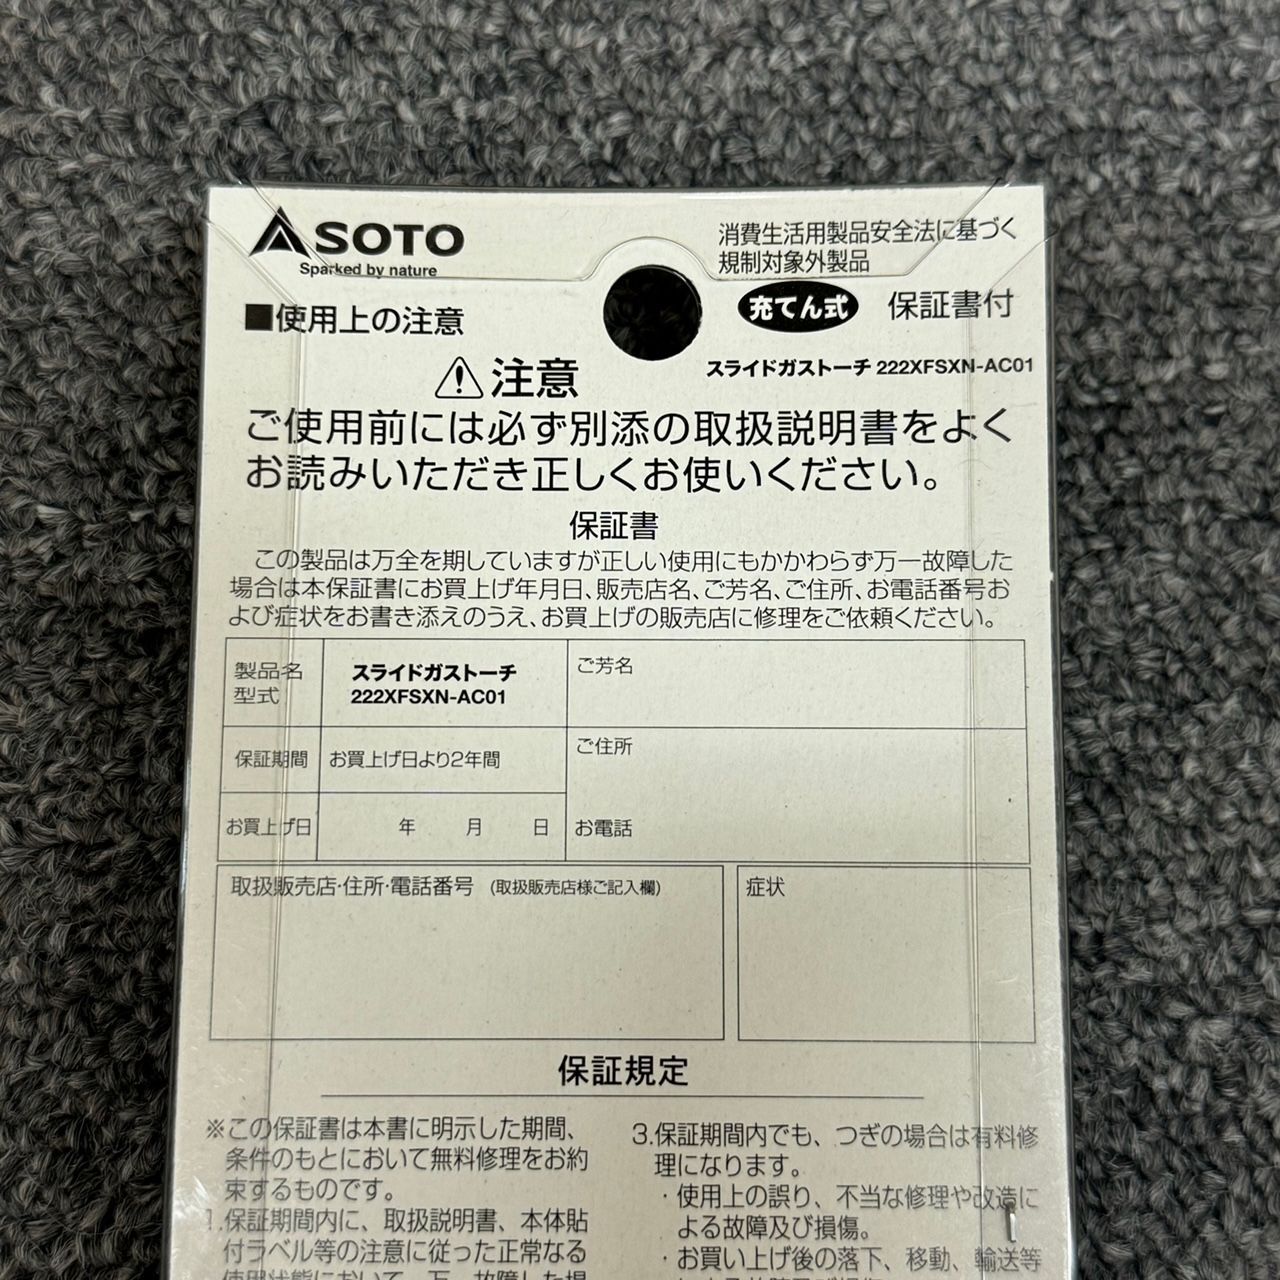 SOTO
Sparked by nature
消費生活用製品安全法に基づく
規制対象外製品
充てん式 保証書付
■使用上の注意
スライドガストーチ 222XFSXN-AC01
注意
ご使用前には必ず別添の取扱説明書をよく
お読みいただき正しくお使いください。
保証書
この製品は万全を期していますが正しい使用にもかかわらず万一故障した
場合は本保証書にお買上げ年月日、販売店名、ご芳名、ご住所、お電話番号お
よび症状をお書き添えのうえ、お買上げの販売店に修理をご依頼ください。
製品名
型式
スライドガストーチ
222XFSXN-AC01
ご芳名
保証期間 お買上げ日より2年間
ご住所
お買上げ日 年 月 日
お電話
取扱販売店・住所・電話番号 (取扱販売店様ご記入欄)
症状
保証規定
※この保証書は本書に明示した期間、
条件のもとにおいて無料修理をお約
束するものです。
1.保証期間内に、取扱説明書、本体貼
付ラベル等の注意に従った正常なる
使用状態において、万一故障した場
3.保証期間内でも、つぎの場合は有料修
理になります。
・使用上の誤り、不当な修理や改造に
よる故障及び損傷。
・お買い上げ後の落下、移動、輸送等